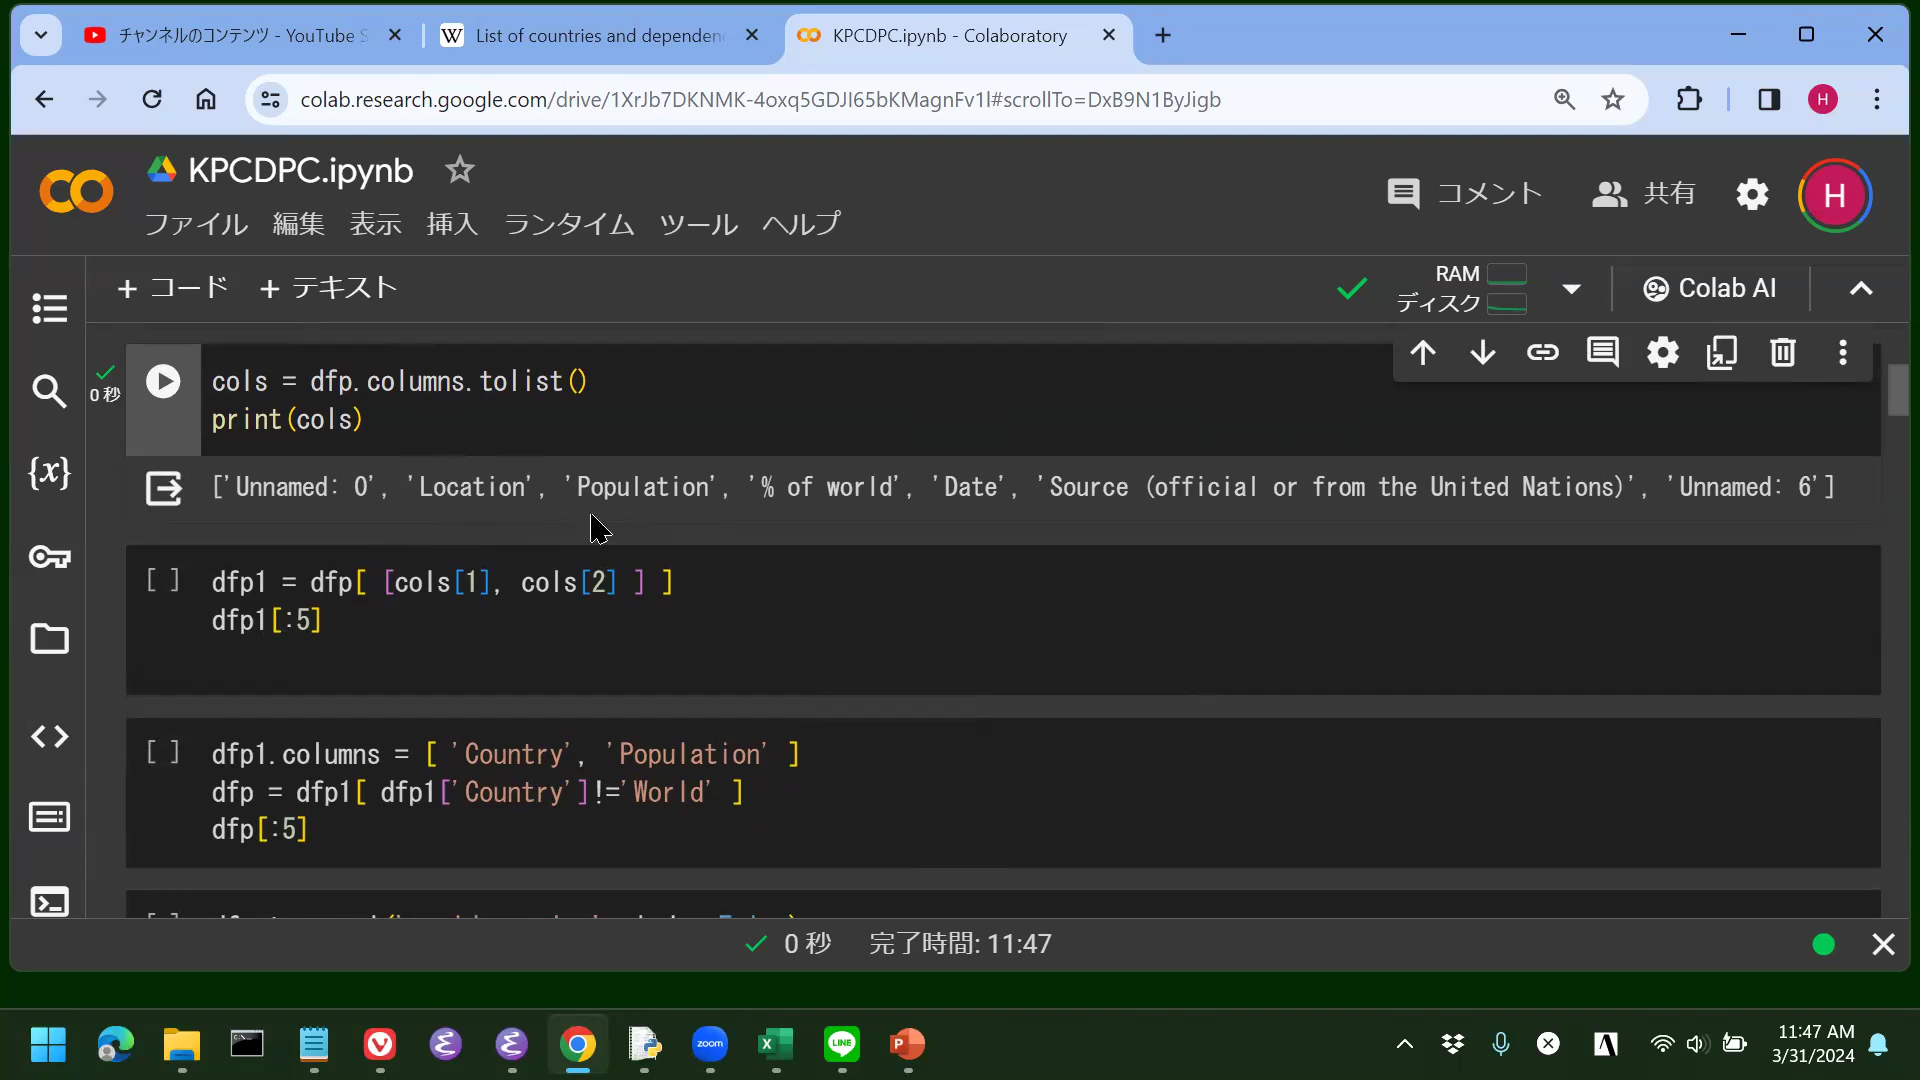 チャンネルのコンテンツ - YouTube S
W List of countries and dependen
KPCDPC.ipynb - Colaboratory
colab.research.google.com/drive/1XrJb7DKNMK-4oxq5GDJI65bKMagnFv1l#scrollTo=DxB9N1ByJigb
H
KPCDPC.ipynb
コメント
共有
H
ファイル 編集 表示 挿入 ランタイム ツール ヘルプ
+ コード + テキスト
RAM
ディスク
Colab AI
0 秒
cols = dfp.columns.tolist()
print(cols)
['Unnamed: 0', 'Location', 'Population', '% of world', 'Date', 'Source (official or from the United Nations)', 'Unnamed: 6']
{x}
[ ] dfp1 = dfp[ [cols[1], cols[2] ] ]
dfp1[:5]
[ ] dfp1.columns = [ 'Country', 'Population' ]
dfp = dfp1[ dfp1['Country']!='World' ]
dfp[:5]
0 秒 完了時間: 11:47
zoom
LINE
A
11:47 AM
3/31/2024